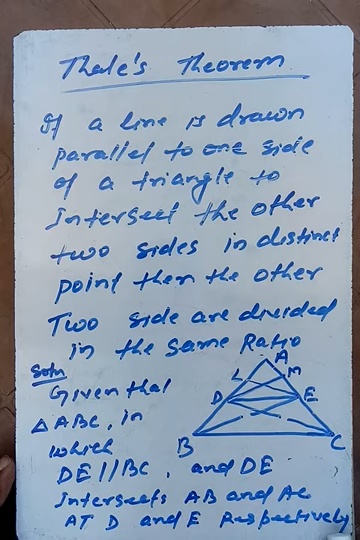 Thale's Theorem
If a line is drawn
parallel to one side
of a triangle to
Intersect the other
two sides in distinct
point then the other
Two side are divided
in the same Ratio
Soln
Given that
△ ABC, in
which
DE || BC, and DE
Intersects AB and AC
AT D and E Respectively
A
L
M
D
E
B
C